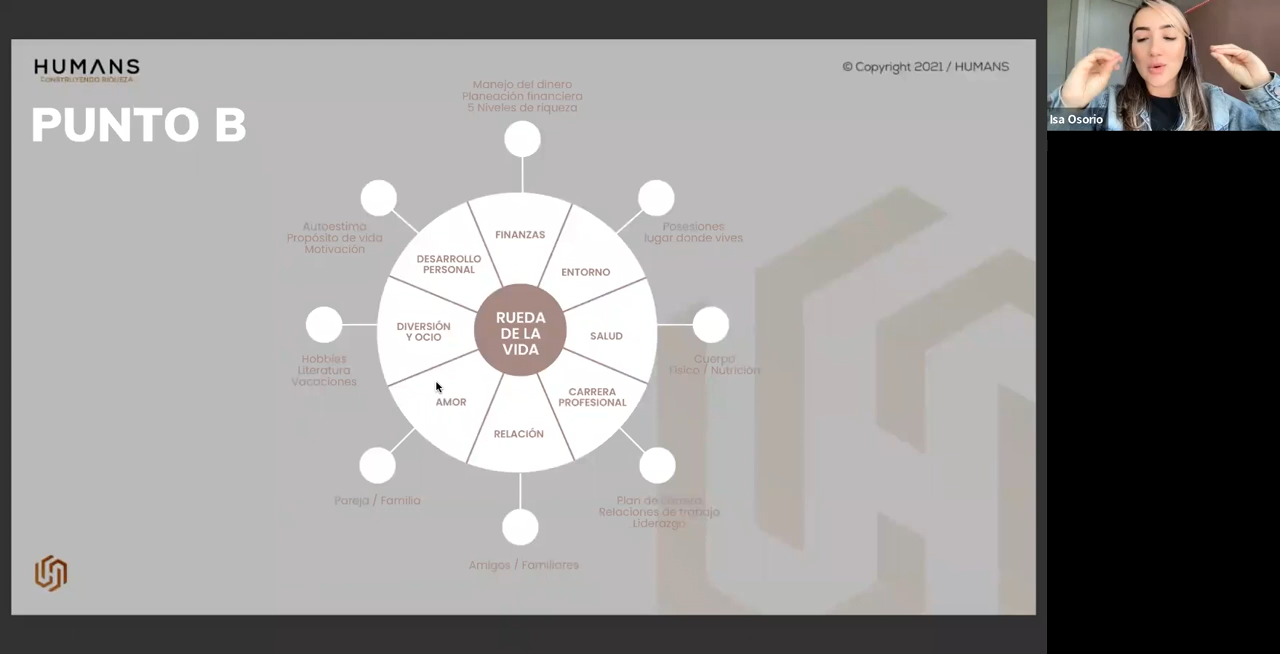 HUMANS
CONSTRUYENDO RIQUEZA
© Copyright 2021 / HUMANS
Isa Osorio
PUNTO B
Manejo del dinero
Planeación financiera
5 Niveles de riqueza
Autoestima
Propósito de vida
Motivación
Posesiones
lugar donde vives
FINANZAS
DESARROLLO
PERSONAL
ENTORNO
DIVERSIÓN
Y OCIO
RUEDA
DE LA
VIDA
SALUD
Hobbies
Literatura
Vacaciones
Cuerpo
Físico / Nutrición
AMOR
CARRERA
PROFESIONAL
RELACIÓN
Pareja / Familia
Plan de carrera
Relaciones de trabajo
Liderazgo
Amigos / Familiares